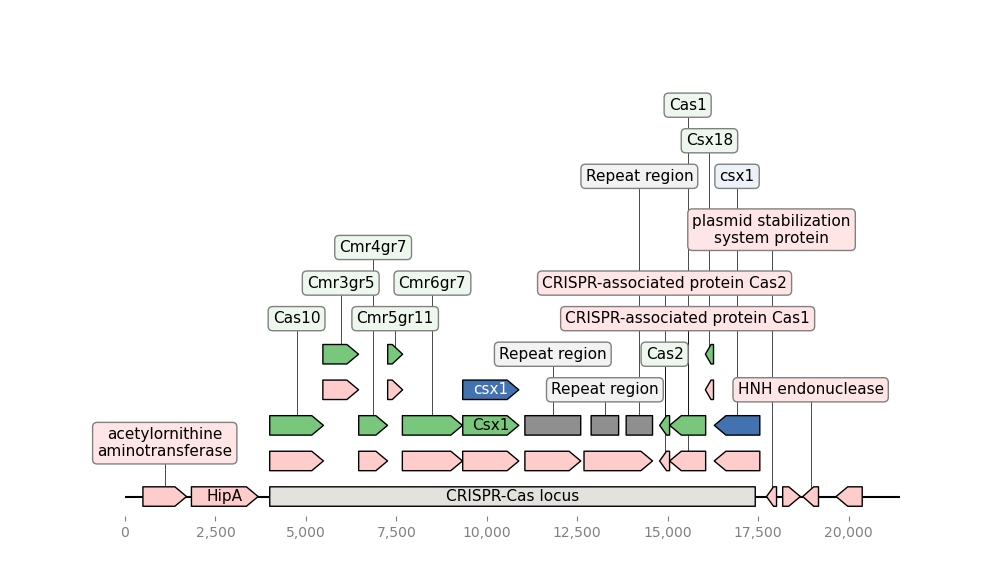 Cas1
Csx18
Repeat region
csx1
plasmid stabilization
system protein
Cmr4gr7
Cmr3gr5
Cmr6gr7
CRISPR-associated protein Cas2
Cas10
Cmr5gr11
CRISPR-associated protein Cas1
Repeat region
Cas2
csx1
Repeat region
HNH endonuclease
Csx1
acetylornithine
aminotransferase
HipA
CRISPR-Cas locus
0
2,500
5,000
7,500
10,000
12,500
15,000
17,500
20,000